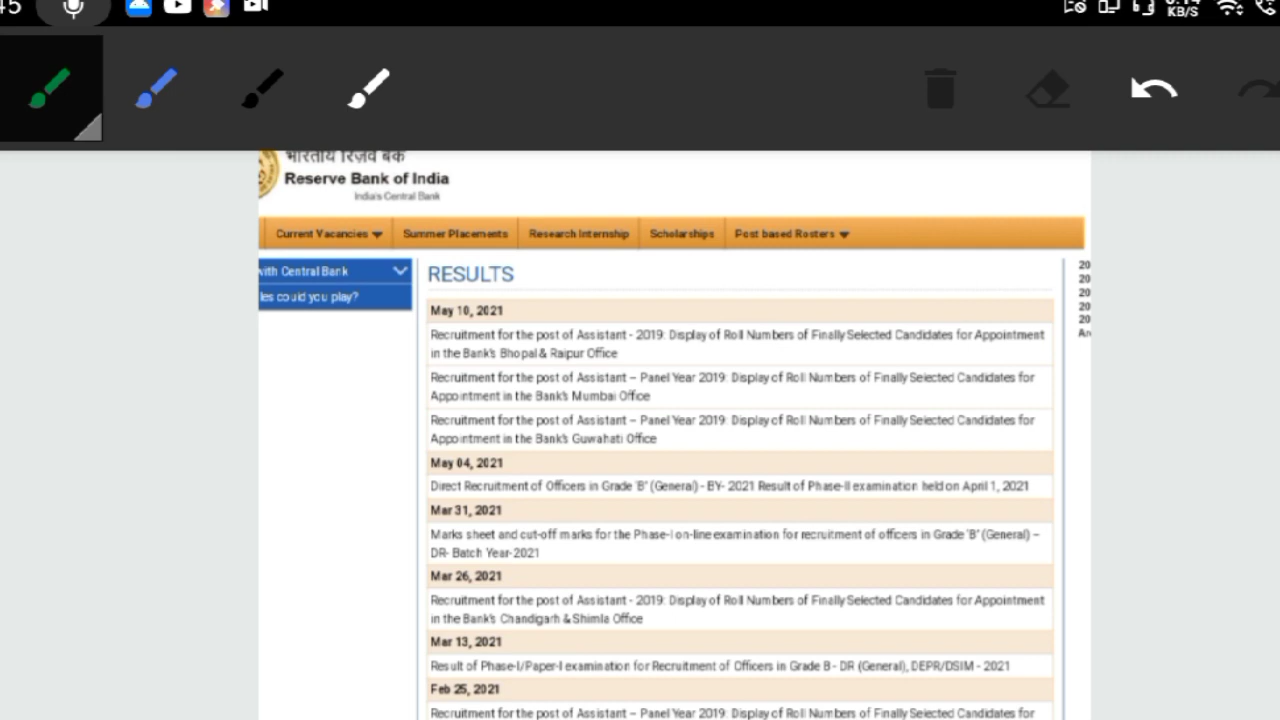 45
KB/S
भारतीय रिज़र्व बैंक
Reserve Bank of India
India's Central Bank
Current Vacancies
Summer Placements
Research Internship
Scholarships
Post based Rosters
with Central Bank
les could you play?
RESULTS
May 10, 2021
Recruitment for the post of Assistant - 2019: Display of Roll Numbers of Finally Selected Candidates for Appointment
in the Bank's Bhopal & Raipur Office
Recruitment for the post of Assistant – Panel Year 2019: Display of Roll Numbers of Finally Selected Candidates for
Appointment in the Bank's Mumbai Office
Recruitment for the post of Assistant – Panel Year 2019: Display of Roll Numbers of Finally Selected Candidates for
Appointment in the Bank's Guwahati Office
May 04, 2021
Direct Recruitment of Officers in Grade 'B' (General) - BY- 2021 Result of Phase-II examination held on April 1, 2021
Mar 31, 2021
Marks sheet and cut-off marks for the Phase-I on-line examination for recruitment of officers in Grade 'B' (General) –
DR- Batch Year-2021
Mar 26, 2021
Recruitment for the post of Assistant - 2019: Display of Roll Numbers of Finally Selected Candidates for Appointment
in the Bank's Chandigarh & Shimla Office
Mar 13, 2021
Result of Phase-I/Paper-I examination for Recruitment of Officers in Grade B - DR (General), DEPR/DSIM - 2021
Feb 25, 2021
Recruitment for the post of Assistant – Panel Year 2019: Display of Roll Numbers of Finally Selected Candidates for
20
20
20
20
20
Arc